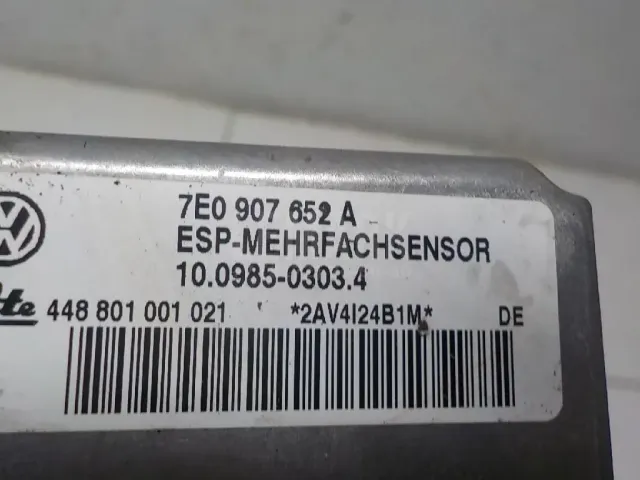 7E0 907 652 A
ESP-MEHRFACHSENSOR
10.0985-0303.4
448 801 001 021 *2AV4I24B1M* DE